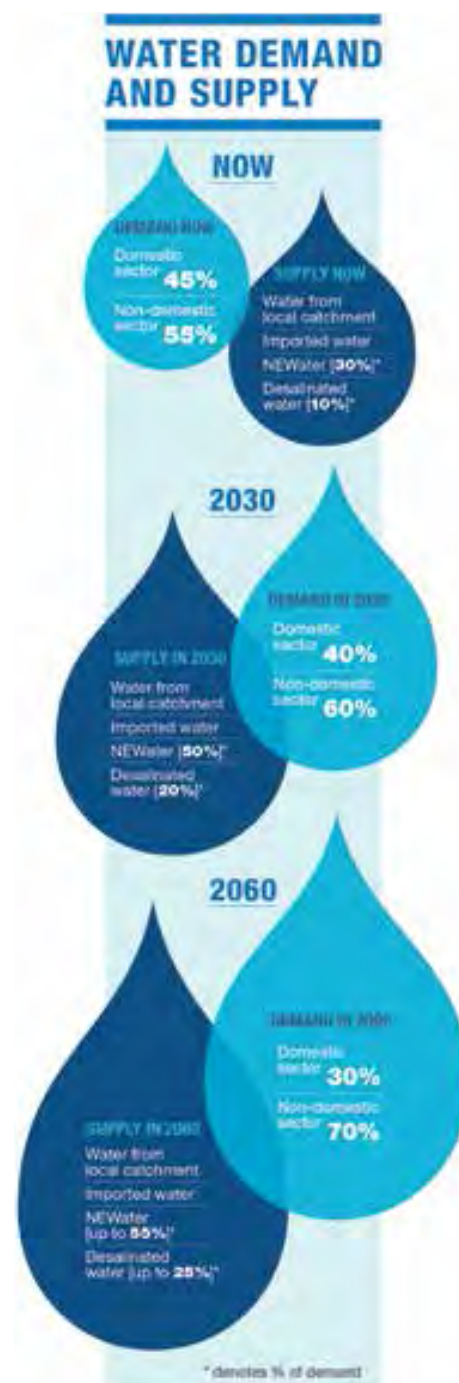 WATER DEMAND
AND SUPPLY
NOW
DEMAND NOW
Domestic
sector 45%
Non-domestic
sector 55%
SUPPLY NOW
Water from
local catchment
Imported water
NEWater [30%]*
Desalinated
water [10%]*
2030
DEMAND IN 2030
Domestic
sector 40%
Non-domestic
sector 60%
SUPPLY IN 2030
Water from
local catchment
Imported water
NEWater [50%]*
Desalinated
water [20%]*
2060
DEMAND IN 2060
Domestic
sector 30%
Non-domestic
sector 70%
SUPPLY IN 2060
Water from
local catchment
Imported water
NEWater
[up to 55%]*
Desalinated
water [up to 25%]*
* denotes % of demand